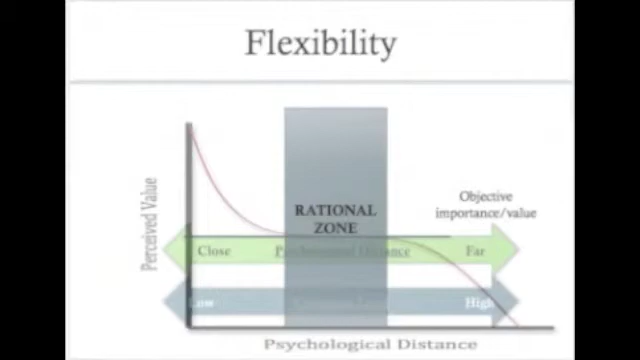 Flexibility
Perceived Value
RATIONAL
ZONE
Objective
importance/value
Close
Psychological Distance
Far
Low
High
Psychological Distance